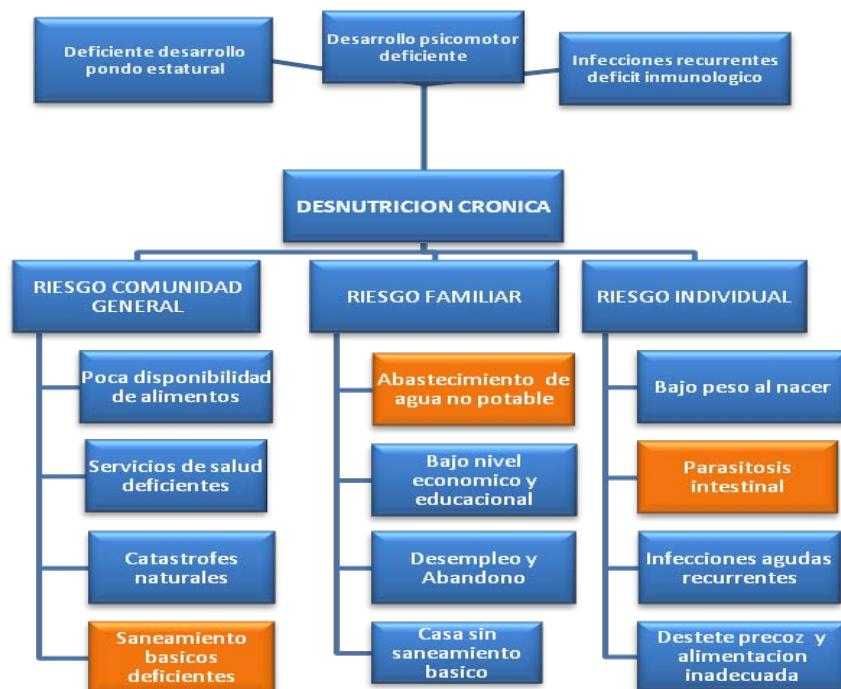 Deficiente desarrollo
pondo estatural
Desarrollo psicomotor
deficiente
Infecciones recurrentes
deficit inmunologico
DESNUTRICION CRONICA
RIESGO COMUNIDAD
GENERAL
Poca disponibilidad
de alimentos
Servicios de salud
deficientes
Catastrofes
naturales
Saneamiento
basicos
deficientes
RIESGO FAMILIAR
Abastecimiento de
agua no potable
Bajo nivel
economico y
educacional
Desempleo y
Abandono
Casa sin
saneamiento
basico
RIESGO INDIVIDUAL
Bajo peso al nacer
Parasitosis
intestinal
Infecciones agudas
recurrentes
Destete precoz y
alimentacion
inadecuada